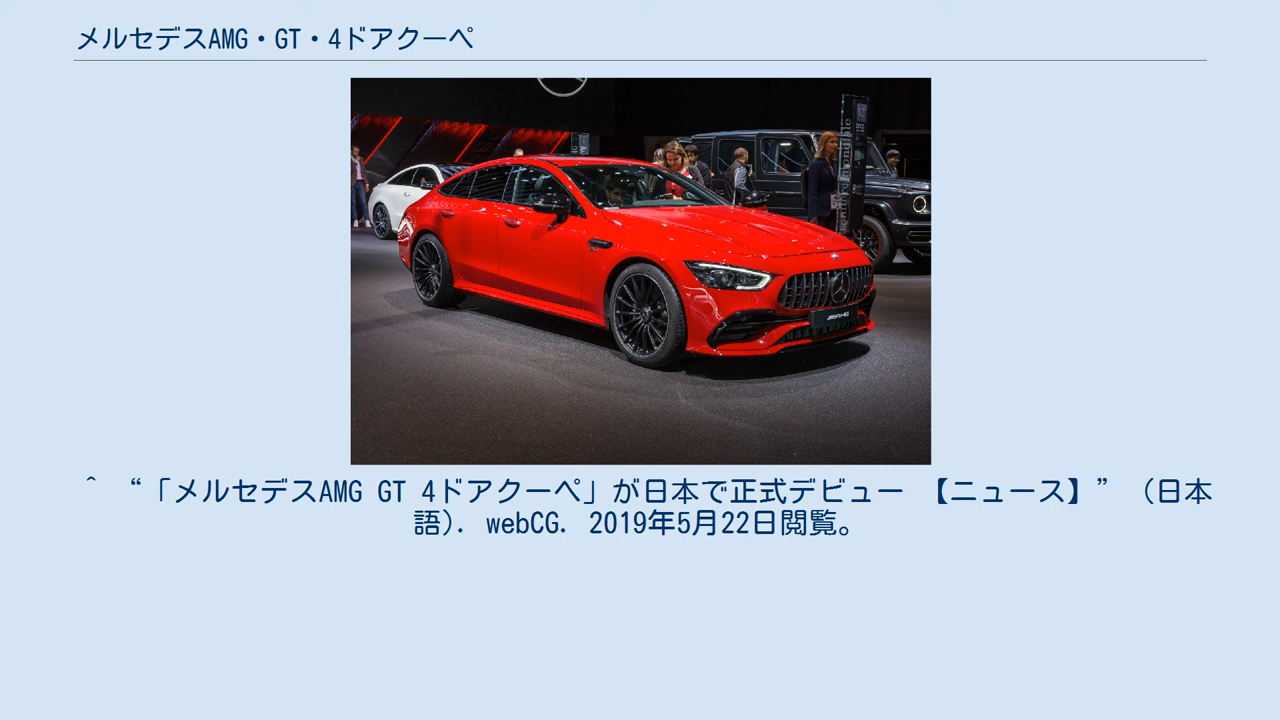 メルセデスAMG・GT・4ドアクーペ
AMG
^ “「メルセデスAMG GT 4ドアクーペ」が日本で正式デビュー 【ニュース】” (日本
語). webCG. 2019年5月22日閲覧。